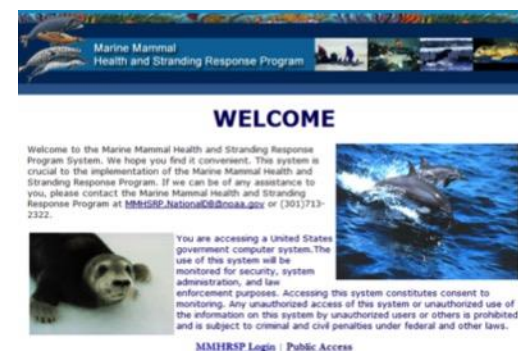 Marine Mammal
Health and Stranding Response Program
WELCOME
Welcome to the Marine Mammal Health and Stranding Response
Program System. We hope you find it convenient. This system is
crucial to the implementation of the Marine Mammal Health and
Stranding Response Program. If we can be of any assistance to
you, please contact the Marine Mammal Health and Stranding
Response Program at MMHSRP.NationalDB@noaa.gov or (301)713-
2322.
You are accessing a United States
government computer system.The
use of this system will be
monitored for security, system
administration, and law
enforcement purposes. Accessing this system constitutes consent to
monitoring. Any unauthorized access of this system or unauthorized use of
the information on this system by unauthorized users or others is prohibited
and is subject to criminal and civil penalties under federal and other laws.
MMHRSP Login | Public Access